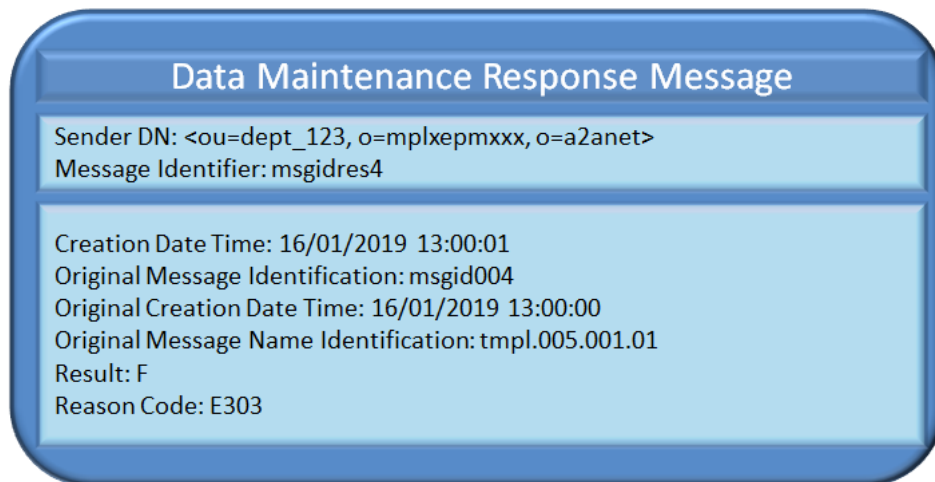 Data Maintenance Response Message
Sender DN: <ou=dept_123, o=mplxepmxxx, o=a2anet>
Message Identifier: msgidres4
Creation Date Time: 16/01/2019 13:00:01
Original Message Identification: msgid004
Original Creation Date Time: 16/01/2019 13:00:00
Original Message Name Identification: tmpl.005.001.01
Result: F
Reason Code: E303